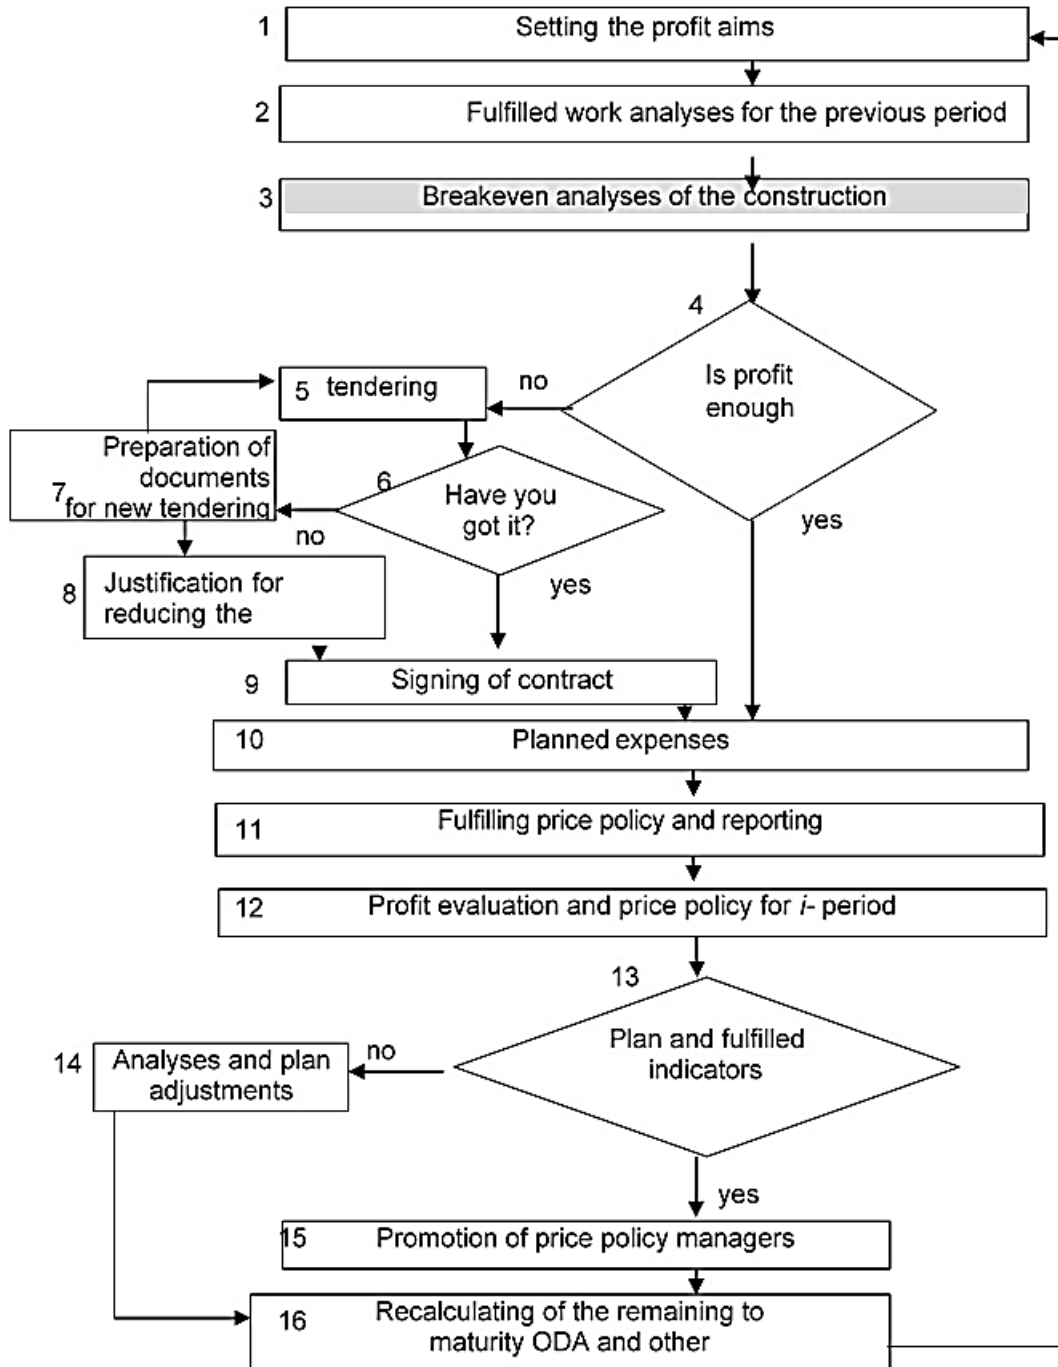 1 Setting the profit aims
2 Fulfilled work analyses for the previous period
3 Breakeven analyses of the construction
4
Is profit
enough
no
yes
5 tendering
6
Have you
got it?
no
yes
Preparation of
documents
7 for new tendering
8 Justification for
reducing the
9 Signing of contract
10 Planned expenses
11 Fulfilling price policy and reporting
12 Profit evaluation and price policy for i- period
13
Plan and fulfilled
indicators
no
yes
14 Analyses and plan
adjustments
15 Promotion of price policy managers
16 Recalculating of the remaining to
maturity ODA and other